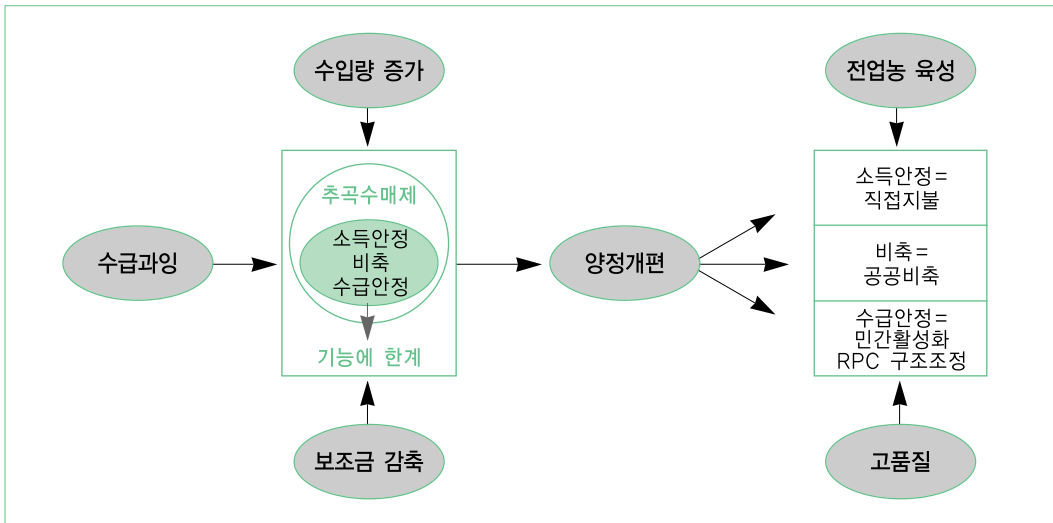 수입량 증가
전업농 육성
수급과잉
추곡수매제
소득안정
비축
수급안정
기능에 한계
양정개편
소득안정=
직접지불
비축=
공공비축
수급안정=
민간활성화
RPC 구조조정
보조금 감축
고품질